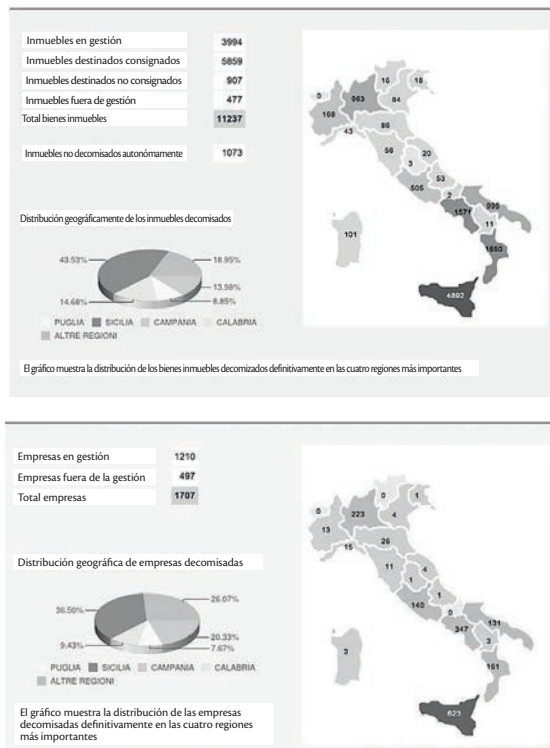 Inmuebles en gestión 3994
Inmuebles destinados consignados 5859
Inmuebles destinados no consignados 907
Inmuebles fuera de gestión 477
Total bienes inmuebles 11237
Inmuebles no decomisados autonómamente 1073
Distribución geográficamente de los inmuebles decomisados
43.53% 18.95%
13.98%
14.68% 8.85%
PUGLIA SICILIA CAMPANIA CALABRIA
ALTRE REGIONI
0 963 16 18
168 84
43 86
56 20
3
505 53
2
1571 995
11
101 1650
4892
El gráfico muestra la distribución de los bienes inmuebles decomizados definitivamente en las cuatro regiones más importantes
Empresas en gestión 1210
Empresas fuera de la gestión 497
Total empresas 1707
Distribución geográfica de empresas decomisadas
36.50% 26.07%
20.33%
9.43% 7.67%
PUGLIA SICILIA CAMPANIA CALABRIA
ALTRE REGIONI
El gráfico muestra la distribución de las empresas
decomisadas definitivamente en las cuatro regiones
más importantes
0 223 0 1
13 4
15 26
11 4
1
140 1
0
347 131
3
3 161
623